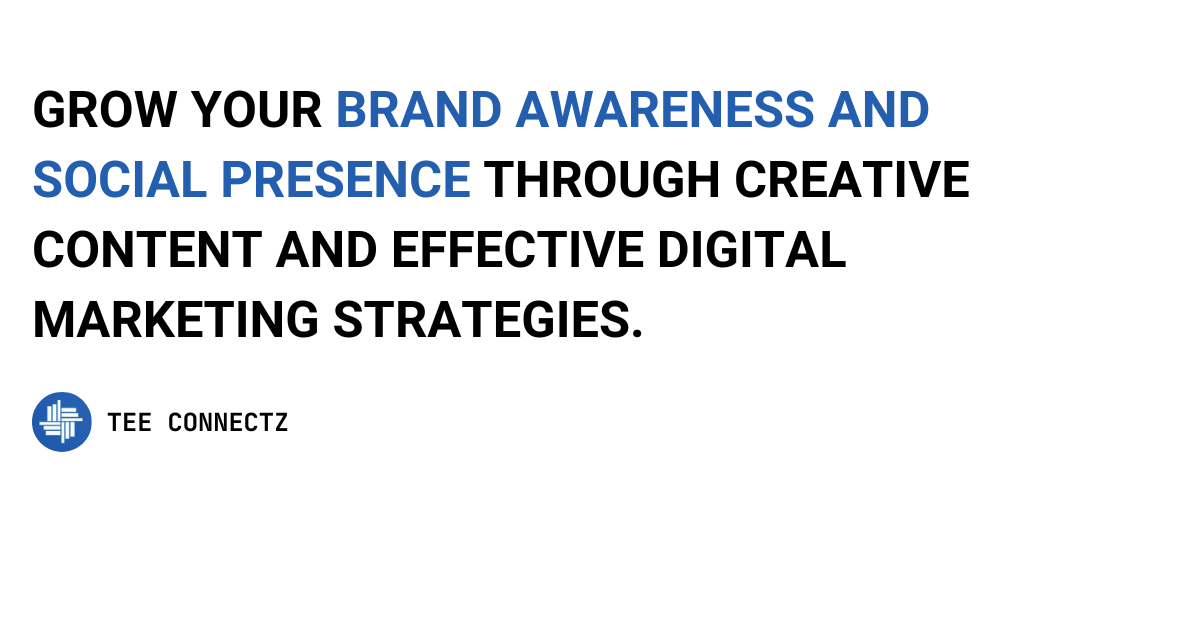 GROW YOUR BRAND AWARENESS AND
SOCIAL PRESENCE THROUGH CREATIVE
CONTENT AND EFFECTIVE DIGITAL
MARKETING STRATEGIES.
TEE CONNECTZ